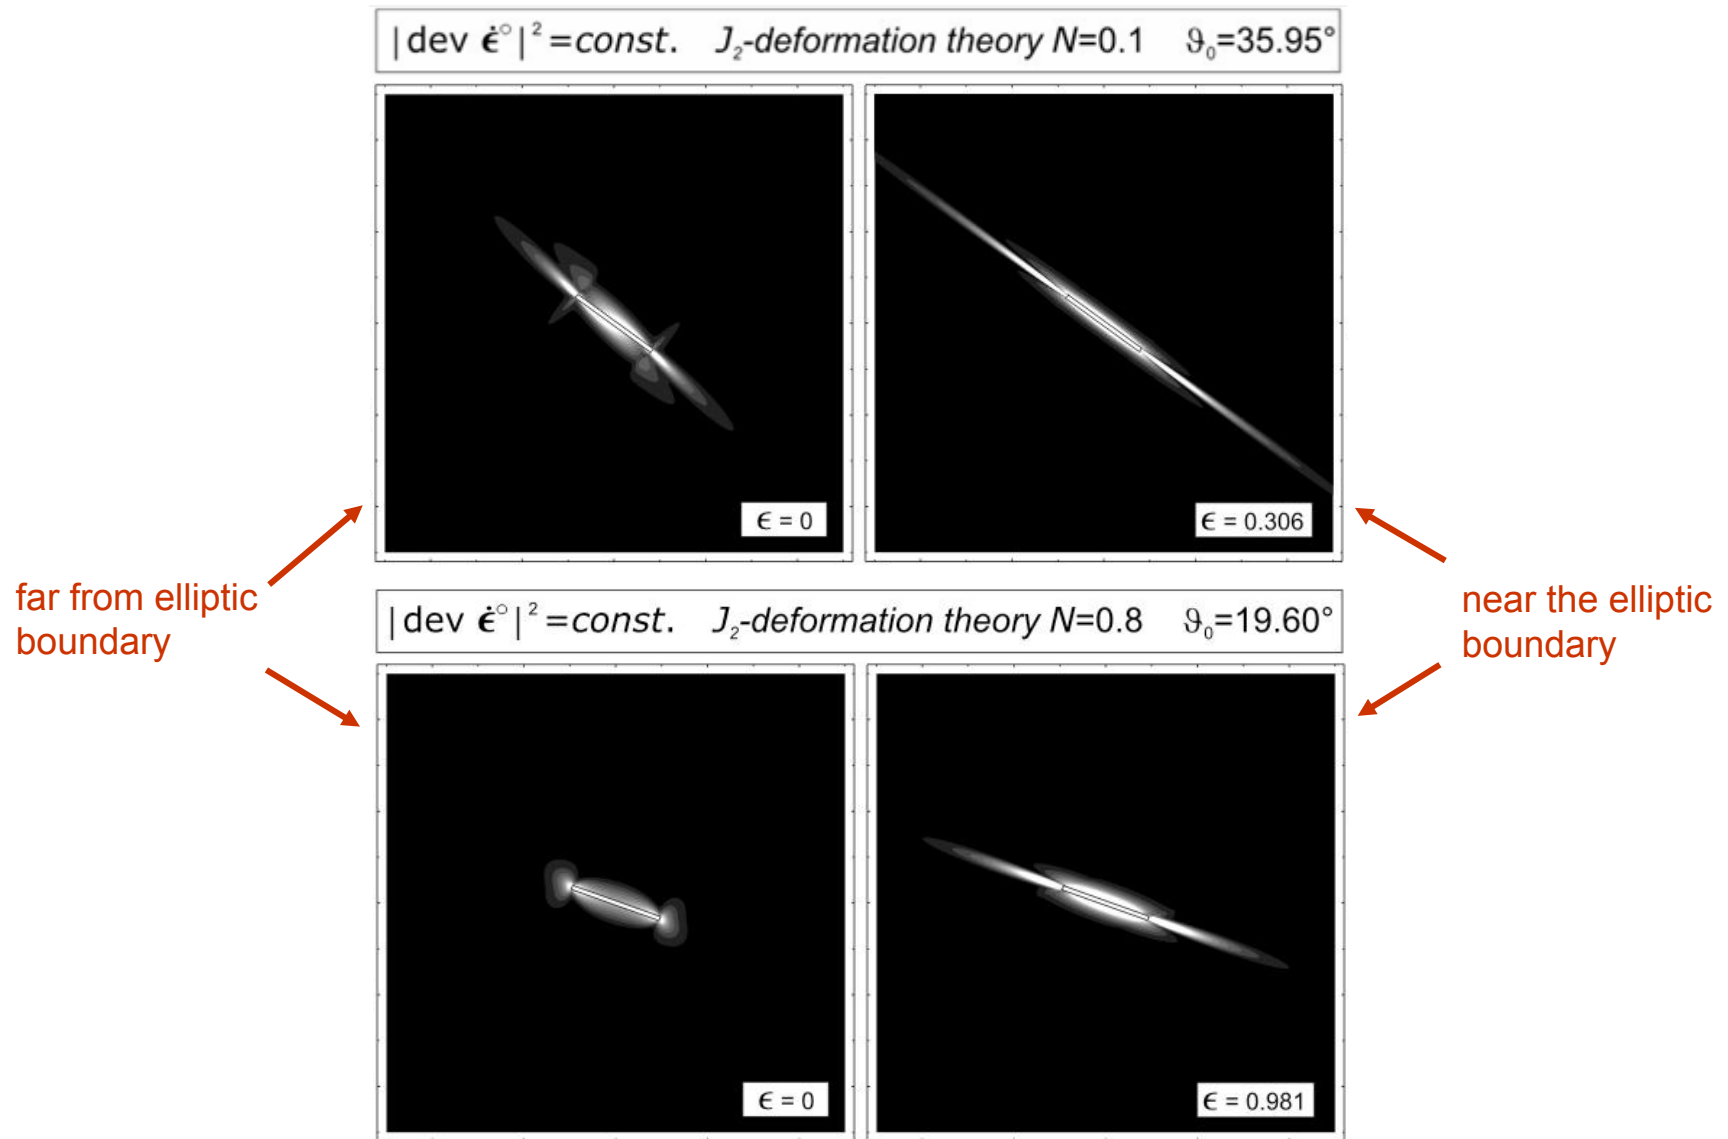 |dev ϵ̇°|²=const. J₂-deformation theory N=0.1 ϑ₀=35.95°
ϵ = 0
ϵ = 0.306
far from elliptic
boundary
near the elliptic
boundary
|dev ϵ̇°|²=const. J₂-deformation theory N=0.8 ϑ₀=19.60°
ϵ = 0
ϵ = 0.981